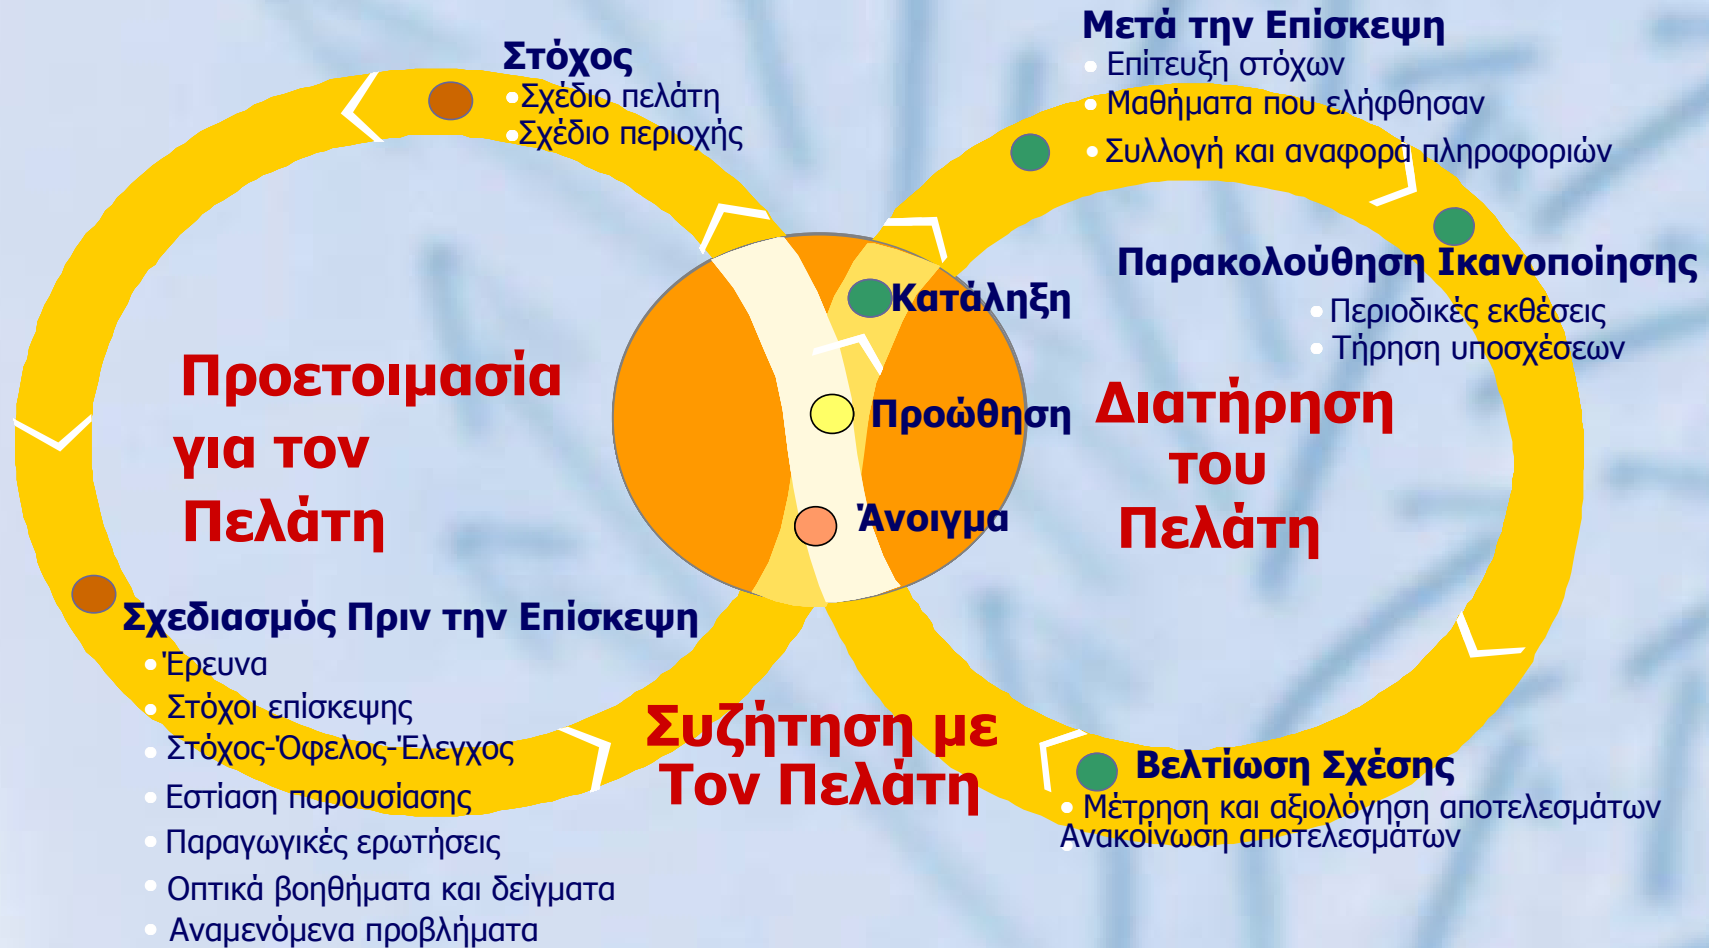 Στόχος
Σχέδιο πελάτη
Σχέδιο περιοχής
Μετά την Επίσκεψη
Επίτευξη στόχων
Μαθήματα που ελήφθησαν
Συλλογή και αναφορά πληροφοριών
Παρακολούθηση Ικανοποίησης
Περιοδικές εκθέσεις
Τήρηση υποσχέσεων
Κατάληξη
Προώθηση
Άνοιγμα
Προετοιμασία
για τον
Πελάτη
Διατήρηση
του
Πελάτη
Σχεδιασμός Πριν την Επίσκεψη
Έρευνα
Στόχοι επίσκεψης
Στόχος-Όφελος-Έλεγχος
Εστίαση παρουσίασης
Παραγωγικές ερωτήσεις
Οπτικά βοηθήματα και δείγματα
Αναμενόμενα προβλήματα
Συζήτηση με
Τον Πελάτη
Βελτίωση Σχέσης
Μέτρηση και αξιολόγηση αποτελεσμάτων
Ανακοίνωση αποτελεσμάτων